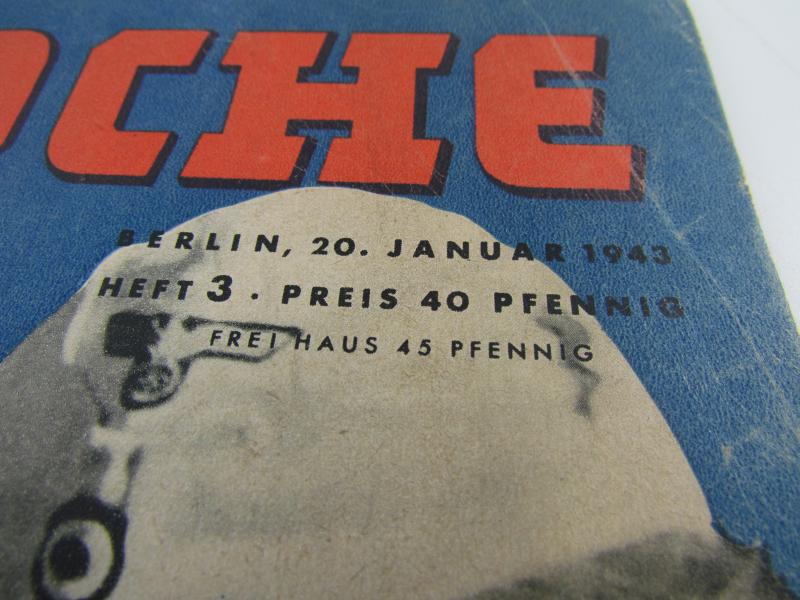 OCHE
BERLIN, 20. JANUAR 1943
HEFT 3 . PREIS 40 PFENNIG
FREI HAUS 45 PFENNIG